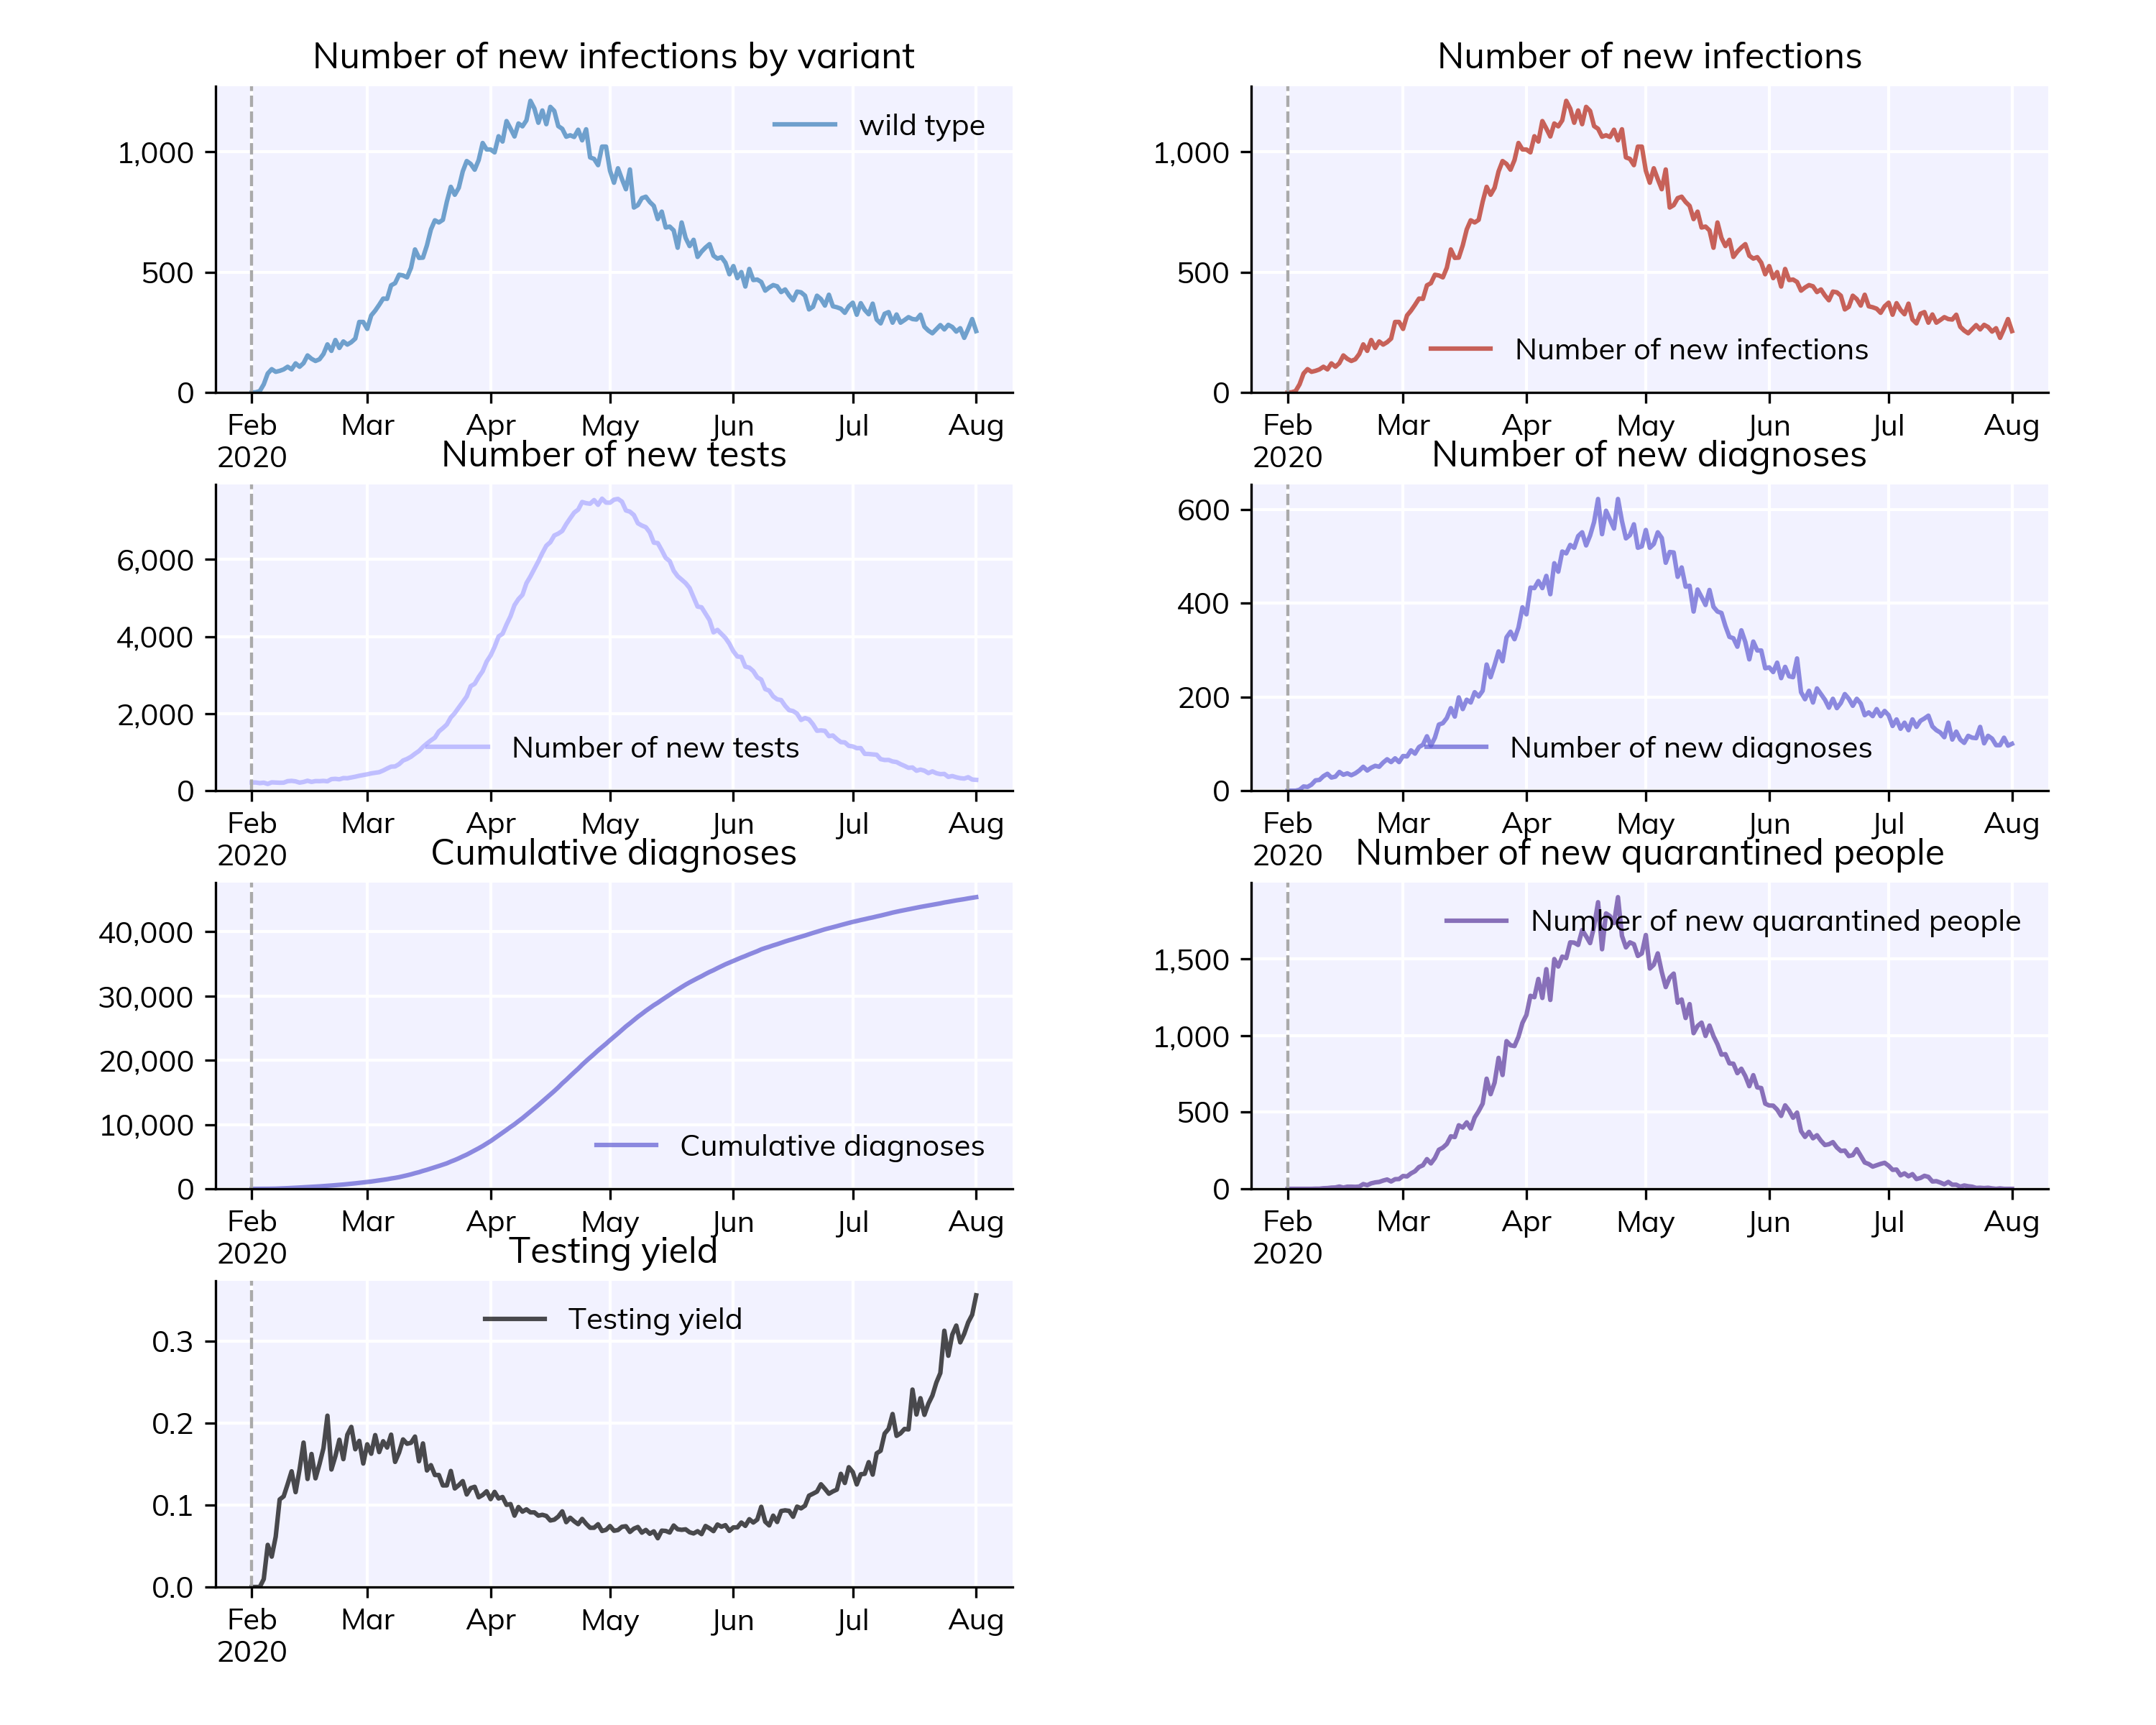 Number of new infections by variant
wild type
1,000
500
0
Feb Mar Apr May Jun Jul Aug
2020
Number of new infections
1,000
500
0
Number of new infections
Feb Mar Apr May Jun Jul Aug
2020
Number of new tests
6,000
4,000
2,000
0
Number of new tests
Feb Mar Apr May Jun Jul Aug
2020
Number of new diagnoses
600
400
200
0
Number of new diagnoses
Feb Mar Apr May Jun Jul Aug
2020
Cumulative diagnoses
40,000
30,000
20,000
10,000
0
Cumulative diagnoses
Feb Mar Apr May Jun Jul Aug
2020
Number of new quarantined people
Number of new quarantined people
1,500
1,000
500
0
Feb Mar Apr May Jun Jul Aug
2020
Testing yield
Testing yield
0.3
0.2
0.1
0.0
Feb Mar Apr May Jun Jul Aug
2020